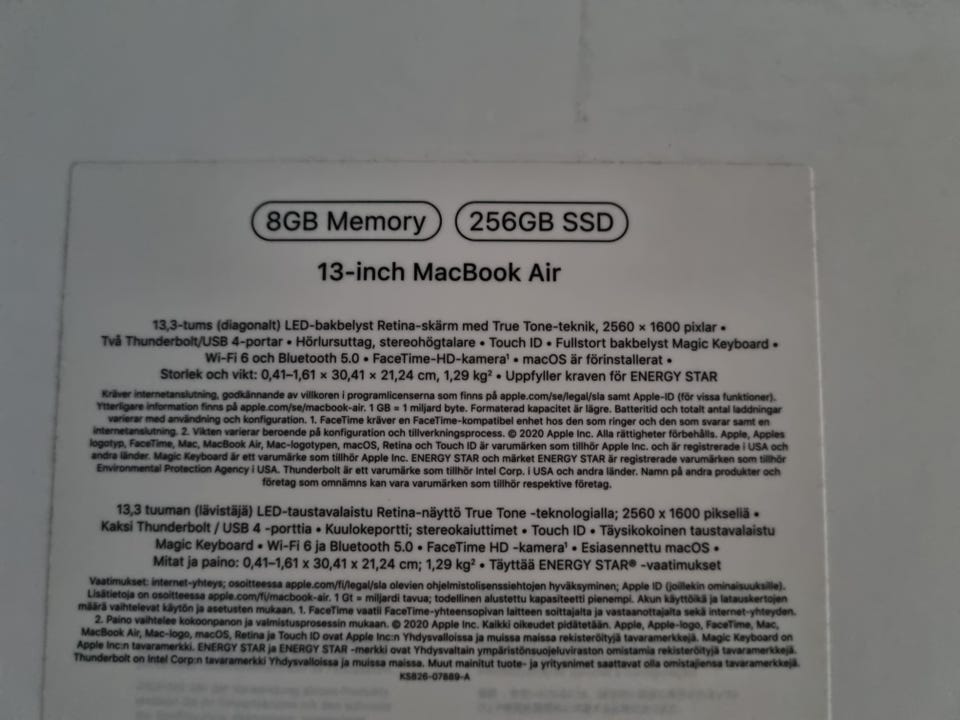 8GB Memory 256GB SSD
13-inch MacBook Air
13,3-tums (diagonalt) LED-bakbelyst Retina-skärm med True Tone-teknik, 2560 × 1600 pixlar •
Två Thunderbolt/USB 4-portar • Hörlursuttag, stereohögtalare • Touch ID • Fullstort bakbelyst Magic Keyboard •
Wi-Fi 6 och Bluetooth 5.0 • FaceTime-HD-kamera¹ • macOS är förinstallerat •
Storlek och vikt: 0,41–1,61 × 30,41 × 21,24 cm, 1,29 kg² • Uppfyller kraven för ENERGY STAR
Kräver internetanslutning, godkännande av villkoren i programlicenserna som finns på apple.com/se/legal/sla samt Apple-ID (för vissa funktioner).
Ytterligare information finns på apple.com/se/macbook-air. 1 GB = 1 miljard byte. Formaterad kapacitet är lägre. Batteritid och totalt antal laddningar
varierar med användning och konfiguration. 1. FaceTime kräver en FaceTime-kompatibel enhet hos den som ringer och den som svarar samt en
internetanslutning. 2. Vikten varierar beroende på konfiguration och tillverkningsprocess. © 2020 Apple Inc. Alla rättigheter förbehålls. Apple, Apples
logotyp, FaceTime, Mac, MacBook Air, Mac-logotypen, macOS, Retina och Touch ID är varumärken som tillhör Apple Inc. och är registrerade i USA och
andra länder. Magic Keyboard är ett varumärke som tillhör Apple Inc. ENERGY STAR och märket ENERGY STAR är registrerade varumärken som tillhör
Environmental Protection Agency i USA. Thunderbolt är ett varumärke som tillhör Intel Corp. i USA och andra länder. Namn på andra produkter och
företag som omnämns kan vara varumärken som tillhör respektive företag.
13,3 tuuman (lävistäjä) LED-taustavalaistu Retina-näyttö True Tone -teknologialla; 2560 x 1600 pikseliä •
Kaksi Thunderbolt / USB 4 -porttia • Kuulokeportti; stereokaiuttimet • Touch ID • Täysikokoinen taustavalaistu
Magic Keyboard • Wi-Fi 6 ja Bluetooth 5.0 • FaceTime HD -kamera¹ • Esiasennettu macOS •
Mitat ja paino: 0,41–1,61 x 30,41 x 21,24 cm; 1,29 kg² • Täyttää ENERGY STAR® -vaatimukset
Vaatimukset: internet-yhteys; osoitteessa apple.com/fi/legal/sla olevien ohjelmistolisenssiehtojen hyväksyminen; Apple ID (joillekin ominaisuuksille).
Lisätietoja on osoitteessa apple.com/fi/macbook-air. 1 Gt = miljardi tavua; todellinen alustettu kapasiteetti pienempi. Akun käyttöikä ja latauskertojen
määrä vaihtelevat käytön ja asetusten mukaan. 1. FaceTime vaatii FaceTime-yhteensopivan laitteen soittajalta ja vastaanottajalta sekä internet-yhteyden.
2. Paino vaihtelee kokoonpanon ja valmistusprosessin mukaan. © 2020 Apple Inc. Kaikki oikeudet pidätetään. Apple, Apple-logo, FaceTime, Mac,
MacBook Air, Mac-logo, macOS, Retina ja Touch ID ovat Apple Inc:n Yhdysvalloissa ja muissa maissa rekisteröityjä tavaramerkkejä. Magic Keyboard on
Apple Inc:n tavaramerkki. ENERGY STAR ja ENERGY STAR -merkki ovat Yhdysvaltain ympäristönsuojeluviraston omistamia rekisteröityjä tavaramerkkejä.
Thunderbolt on Intel Corp:n tavaramerkki Yhdysvalloissa ja muissa maissa. Muut mainitut tuote- ja yritysnimet saattavat olla omistajiensa tavaramerkkejä.
KS826-07889-A